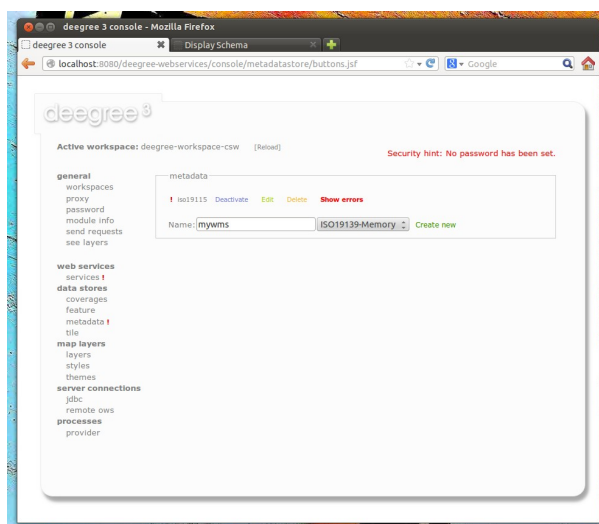 deegree 3 console - Mozilla Firefox
deegree 3 console
Display Schema
localhost:8080/deegree-webservices/console/metadatastore/buttons.jsf
Google
deegree 3
Active workspace: deegree-workspace-csw [Reload]
Security hint: No password has been set.
general
workspaces
proxy
password
module info
send requests
see layers
web services
services !
data stores
coverages
feature
metadata !
tile
map layers
layers
styles
themes
server connections
jdbc
remote ows
processes
provider
metadata
! iso19115 Deactivate Edit Delete Show errors
Name: mywms ISO19139-Memory Create new